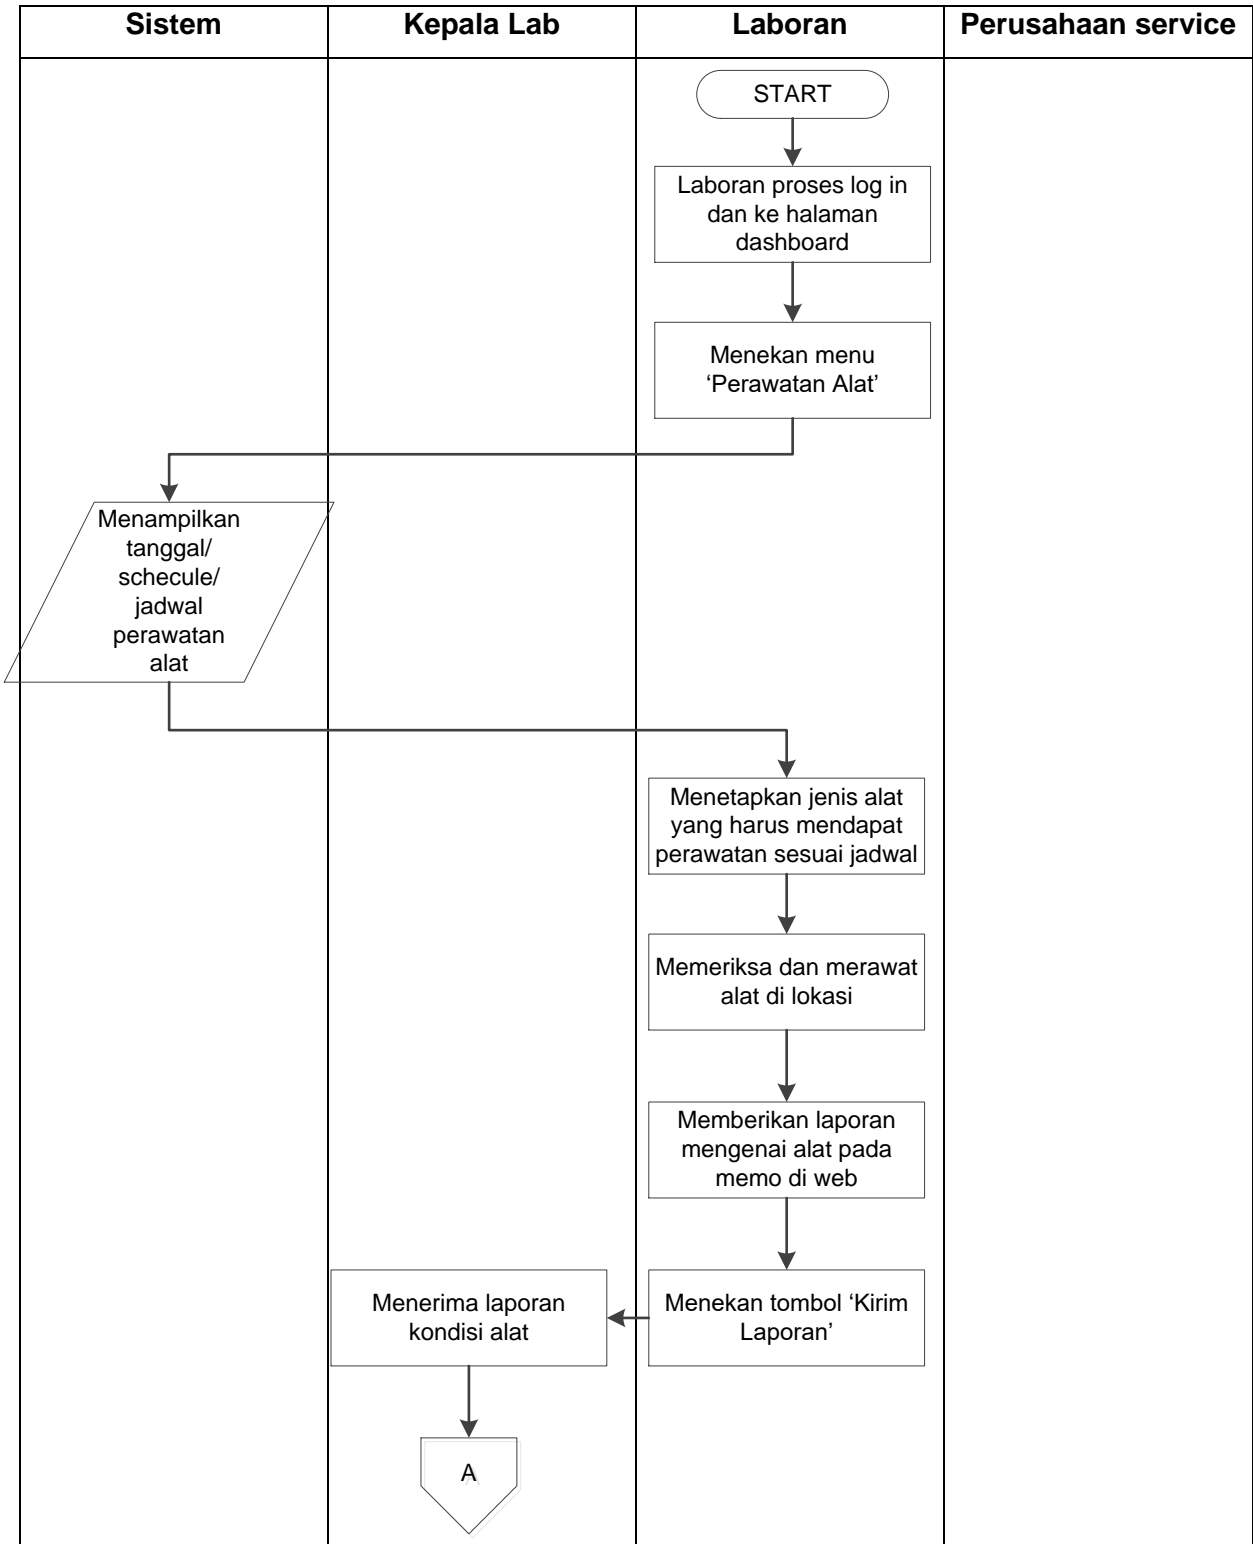 Sistem
Kepala Lab
Laboran
Perusahaan service
START
Laboran proses log in
dan ke halaman
dashboard
Menekan menu
‘Perawatan Alat’
Menampilkan
tanggal/
schecule/
jadwal
perawatan
alat
Menetapkan jenis alat
yang harus mendapat
perawatan sesuai jadwal
Memeriksa dan merawat
alat di lokasi
Memberikan laporan
mengenai alat pada
memo di web
Menekan tombol ‘Kirim
Laporan’
Menerima laporan
kondisi alat
A